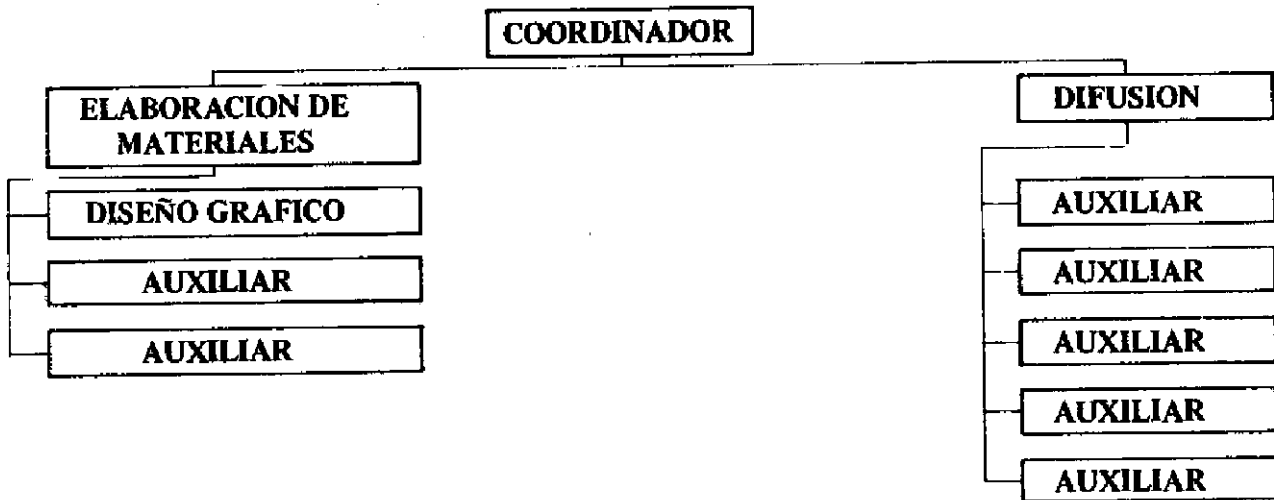 COORDINADOR
ELABORACION DE
MATERIALES
DISEÑO GRAFICO
AUXILIAR
AUXILIAR
DIFUSION
AUXILIAR
AUXILIAR
AUXILIAR
AUXILIAR
AUXILIAR